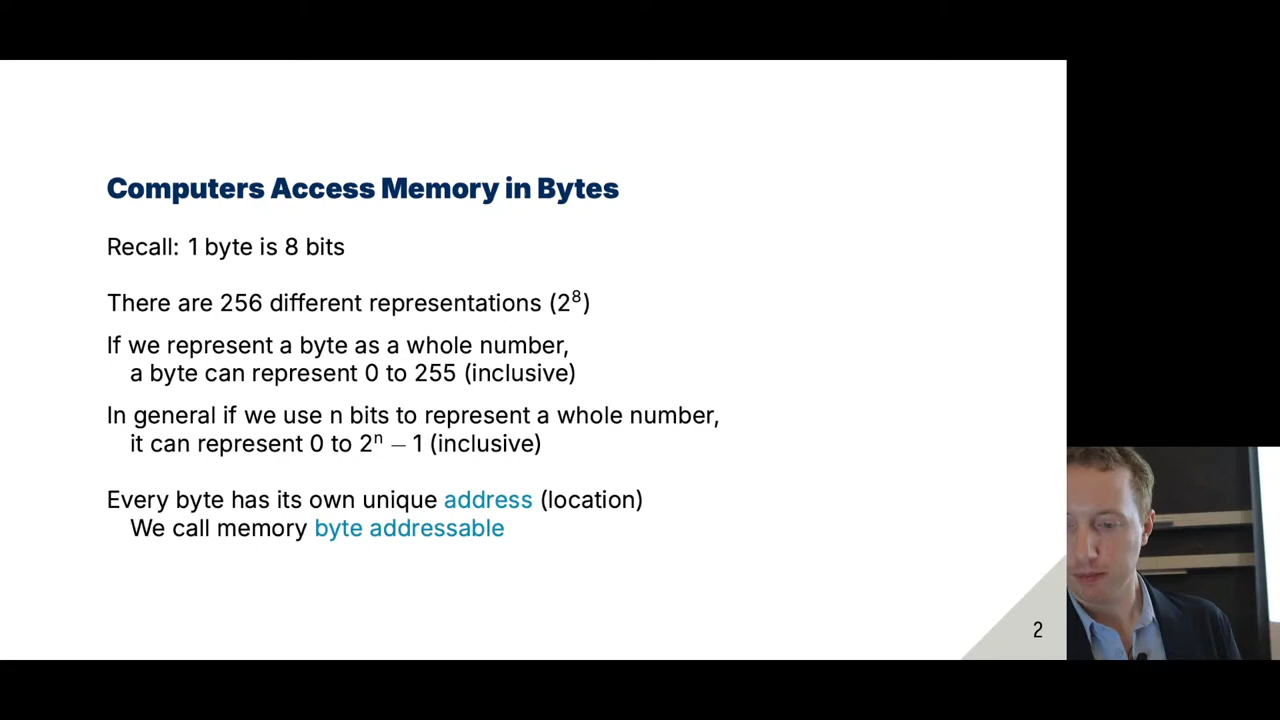 Computers Access Memory in Bytes
Recall: 1 byte is 8 bits
There are 256 different representations (2⁸)
If we represent a byte as a whole number,
a byte can represent 0 to 255 (inclusive)
In general if we use n bits to represent a whole number,
it can represent 0 to 2ⁿ − 1 (inclusive)
Every byte has its own unique address (location)
We call memory byte addressable
2